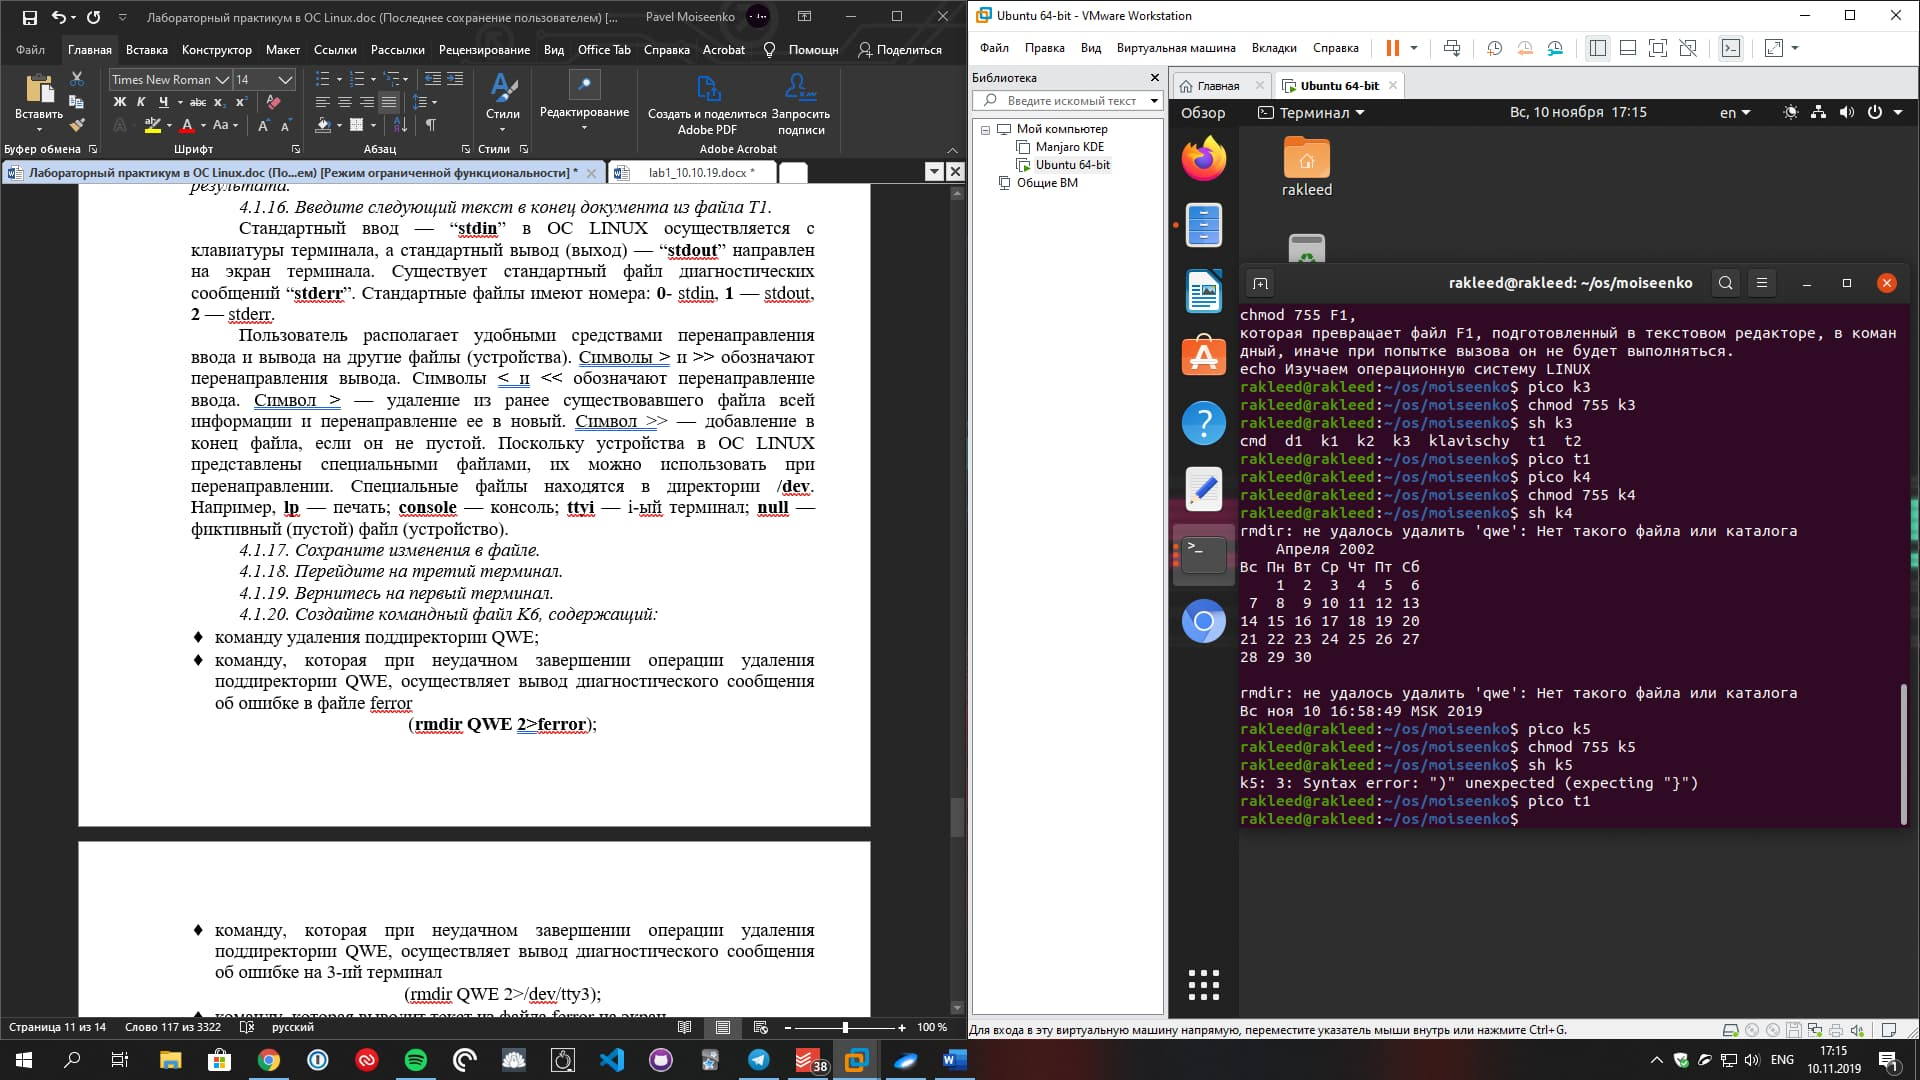 Лабораторный практикум в ОС Linux.doc (Последнее сохранение пользователем) [...
Pavel Moiseenko
Файл Главная Вставка Конструктор Макет Ссылки Рассылки Рецензирование Вид Office Tab Справка Acrobat Помощн Поделиться
Times New Roman 14
Вставить
Ж К Ч abc x₂ x² Aa A A
Стили
Редактирование
Создать и поделиться Adobe PDF
Запросить подписи
Буфер обмена Шрифт Абзац Стили Adobe Acrobat
Лабораторный практикум в ОС Linux.doc (По...ем) [Режим ограниченной функциональности] *
lab1_10.10.19.docx *
результата.
4.1.16. Введите следующий текст в конец документа из файла Т1.
Стандартный ввод — “stdin” в ОС LINUX осуществляется с
клавиатуры терминала, а стандартный вывод (выход) — “stdout” направлен
на экран терминала. Существует стандартный файл диагностических
сообщений “stderr”. Стандартные файлы имеют номера: 0- stdin, 1 — stdout,
2 — stderr.
Пользователь располагает удобными средствами перенаправления
ввода и вывода на другие файлы (устройства). Символы > и >> обозначают
перенаправления вывода. Символы < и << обозначают перенаправление
ввода. Символ > — удаление из ранее существовавшего файла всей
информации и перенаправление ее в новый. Символ >> — добавление в
конец файла, если он не пустой. Поскольку устройства в ОС LINUX
представлены специальными файлами, их можно использовать при
перенаправлении. Специальные файлы находятся в директории /dev.
Например, lp — печать; console — консоль; ttyi — i-ый терминал; null —
фиктивный (пустой) файл (устройство).
4.1.17. Сохраните изменения в файле.
4.1.18. Перейдите на третий терминал.
4.1.19. Вернитесь на первый терминал.
4.1.20. Создайте командный файл К6, содержащий:
♦ команду удаления поддиректории QWE;
♦ команду, которая при неудачном завершении операции удаления
поддиректории QWE, осуществляет вывод диагностического сообщения
об ошибке в файле ferror
(rmdir QWE 2>ferror);
♦ команду, которая при неудачном завершении операции удаления
поддиректории QWE, осуществляет вывод диагностического сообщения
об ошибке на 3-ий терминал
(rmdir QWE 2>/dev/tty3);
♦ команду, которая выводит текст из файла ferror на экран
Страница 11 из 14 Слово 117 из 3322 русский 100 %
Ubuntu 64-bit - VMware Workstation
Файл Правка Вид Виртуальная машина Вкладки Справка
Библиотека
Введите искомый текст
Мой компьютер
Manjaro KDE
Ubuntu 64-bit
Общие ВМ
Главная
Ubuntu 64-bit
Обзор Терминал Вс, 10 ноября 17:15 en
rakleed
rakleed@rakleed: ~/os/moiseenko
chmod 755 F1,
которая превращает файл F1, подготовленный в текстовом редакторе, в коман
дный, иначе при попытке вызова он не будет выполняться.
echo Изучаем операционную систему LINUX
rakleed@rakleed:~/os/moiseenko$ pico k3
rakleed@rakleed:~/os/moiseenko$ chmod 755 k3
rakleed@rakleed:~/os/moiseenko$ sh k3
cmd d1 k1 k2 k3 klavischy t1 t2
rakleed@rakleed:~/os/moiseenko$ pico t1
rakleed@rakleed:~/os/moiseenko$ pico k4
rakleed@rakleed:~/os/moiseenko$ chmod 755 k4
rakleed@rakleed:~/os/moiseenko$ sh k4
rmdir: не удалось удалить 'qwe': Нет такого файла или каталога
Апреля 2002
Вс Пн Вт Ср Чт Пт Сб
1 2 3 4 5 6
7 8 9 10 11 12 13
14 15 16 17 18 19 20
21 22 23 24 25 26 27
28 29 30
rmdir: не удалось удалить 'qwe': Нет такого файла или каталога
Вс ноя 10 16:58:49 MSK 2019
rakleed@rakleed:~/os/moiseenko$ pico k5
rakleed@rakleed:~/os/moiseenko$ chmod 755 k5
rakleed@rakleed:~/os/moiseenko$ sh k5
k5: 3: Syntax error: ")" unexpected (expecting "}")
rakleed@rakleed:~/os/moiseenko$ pico t1
rakleed@rakleed:~/os/moiseenko$
Для входа в эту виртуальную машину напрямую, переместите указатель мыши внутрь или нажмите Ctrl+G.
38
ENG
17:15
10.11.2019
1